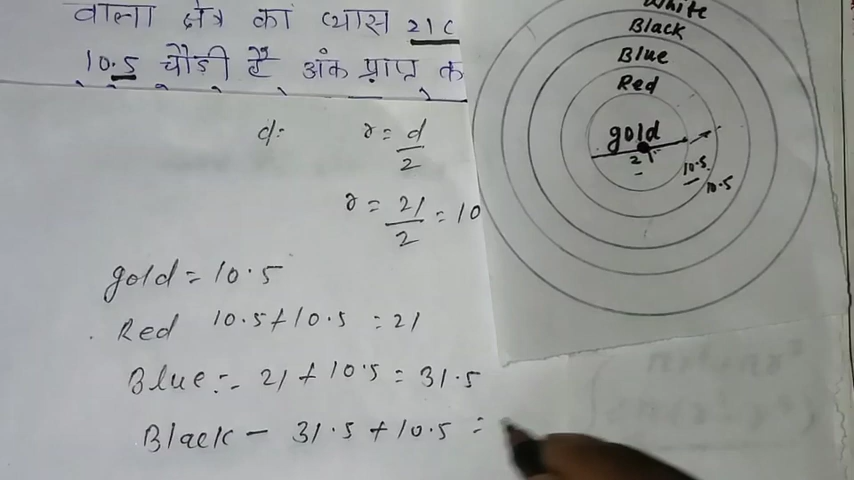 वाला क्षेत्र का व्यास 21 C
10.5 चौड़ी है अंक प्राप्त क
d= r = d/2
r = 21/2 = 10
gold = 10.5
Red 10.5+10.5 = 21
Blue :- 21 + 10.5 = 31.5
Black - 31.5 + 10.5 =
White
Black
Blue
Red
gold
21
10.5
10.5